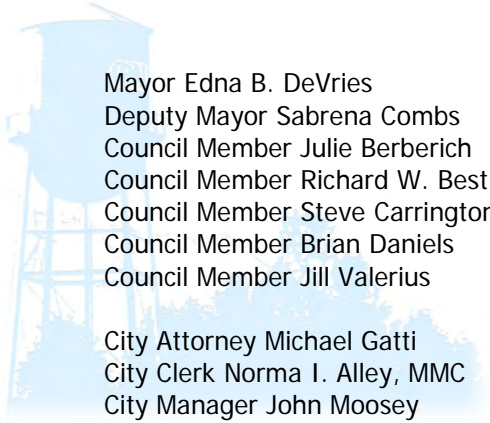 Mayor Edna B. DeVries
Deputy Mayor Sabrena Combs
Council Member Julie Berberich
Council Member Richard W. Best
Council Member Steve Carrington
Council Member Brian Daniels
Council Member Jill Valerius
City Attorney Michael Gatti
City Clerk Norma I. Alley, MMC
City Manager John Moosey